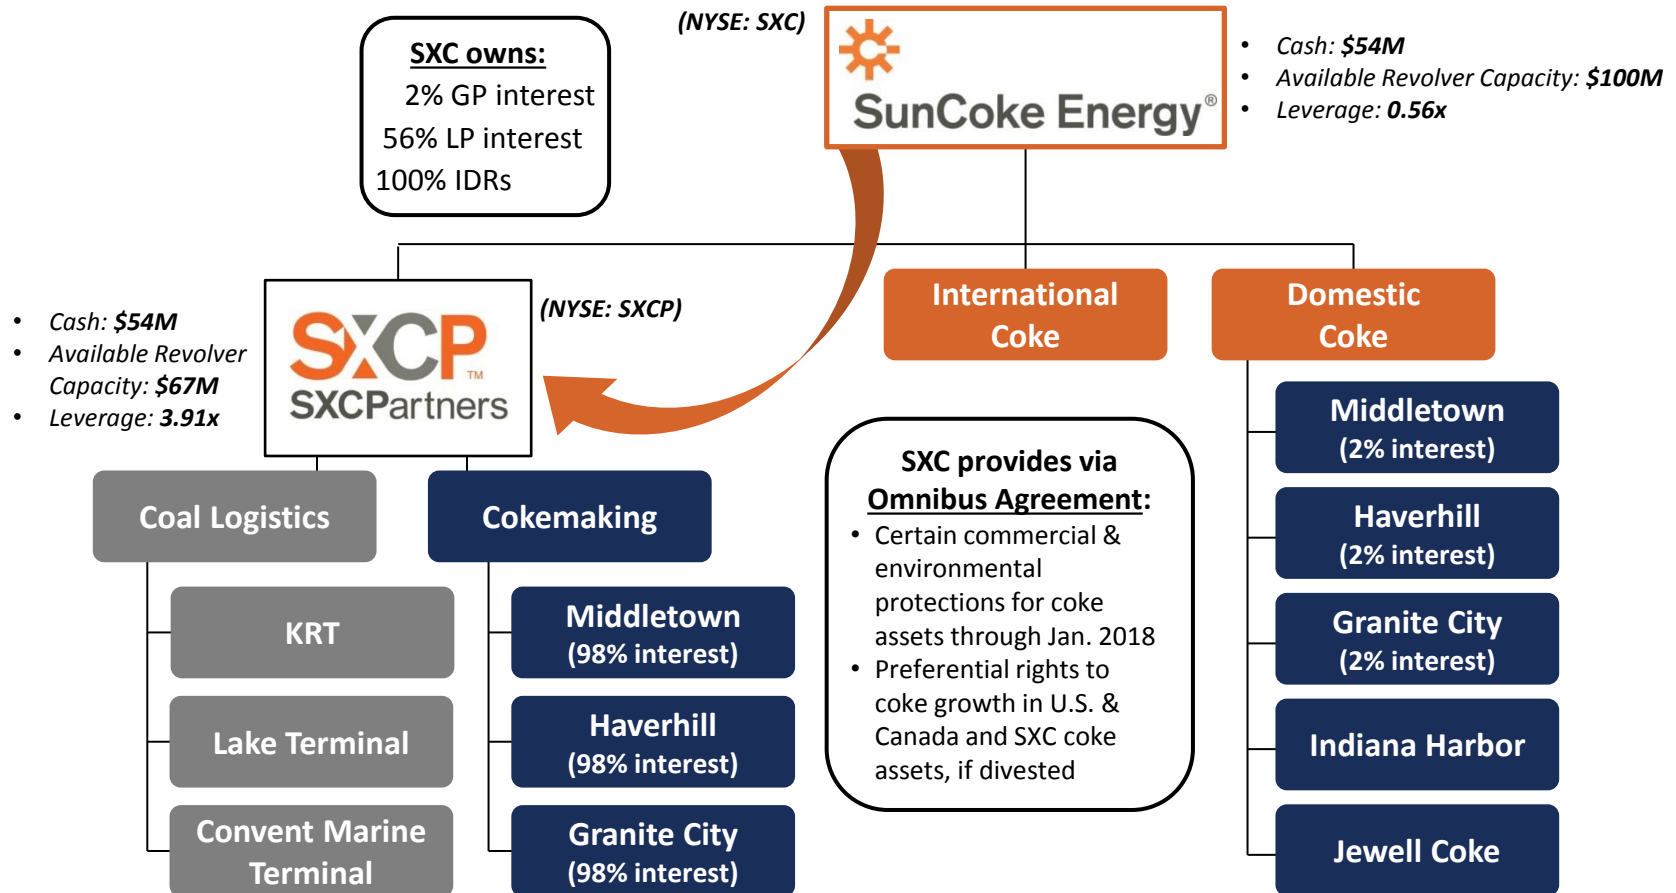 SXC owns:
2% GP interest
56% LP interest
100% IDRs
(NYSE: SXC)
SunCoke Energy®
• Cash: $54M
• Available Revolver Capacity: $100M
• Leverage: 0.56x
• Cash: $54M
• Available Revolver
Capacity: $67M
• Leverage: 3.91x
SXCP™
SXCPartners
(NYSE: SXCP)
International
Coke
Domestic
Coke
Coal Logistics
KRT
Lake Terminal
Convent Marine
Terminal
Cokemaking
Middletown
(98% interest)
Haverhill
(98% interest)
Granite City
(98% interest)
SXC provides via
Omnibus Agreement:
• Certain commercial &
environmental
protections for coke
assets through Jan. 2018
• Preferential rights to
coke growth in U.S. &
Canada and SXC coke
assets, if divested
Middletown
(2% interest)
Haverhill
(2% interest)
Granite City
(2% interest)
Indiana Harbor
Jewell Coke